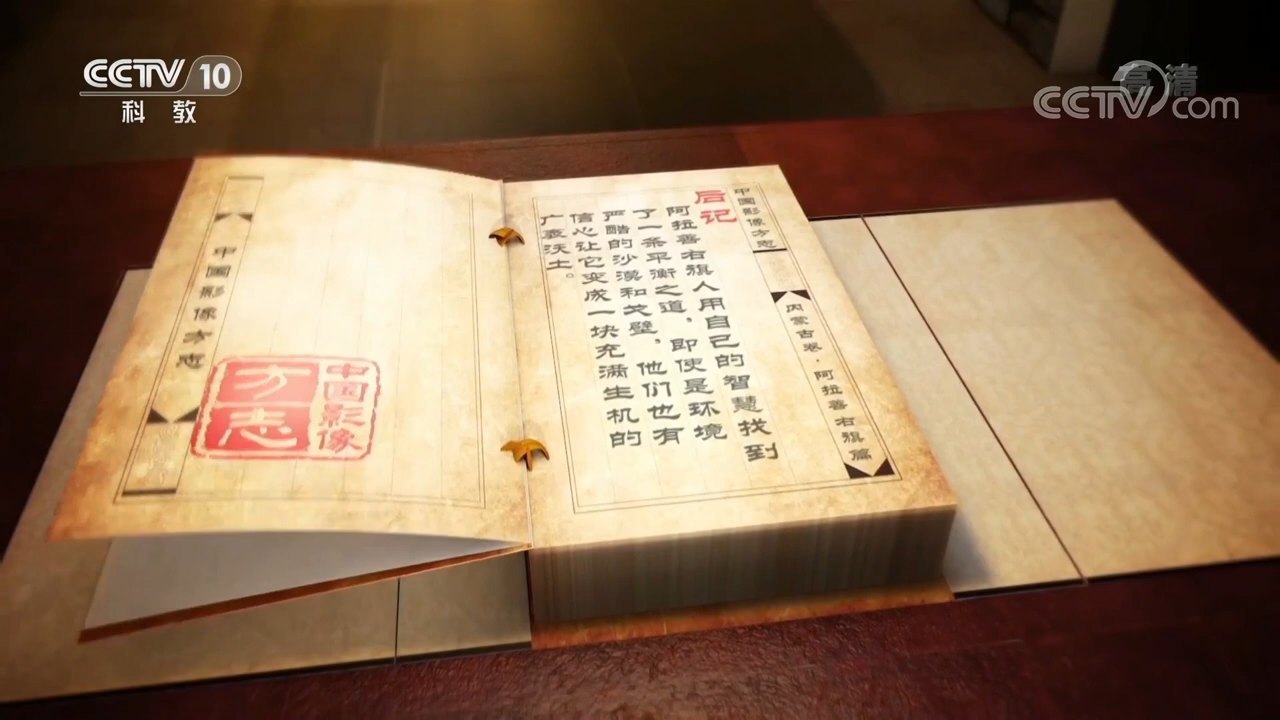 CCTV 10
科教
高清
CCTV.com
中國影像方志
内蒙古卷·阿拉善右旗篇
后记
阿拉善右旗人用自己的智慧找到
了一条平衡之道，即使是环境
严酷的沙漠和戈壁，他们也有
信心让它变成一块充满生机的
广袤沃土。
中國影像方志
中国影像
方志